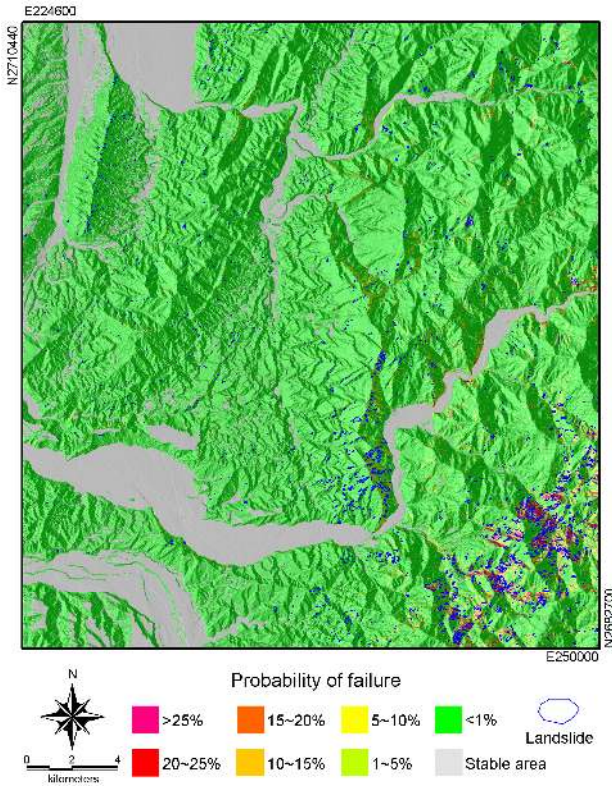 E224600
N2710440
N2682700
E250000
Probability of failure
N
>25% 15~20% 5~10% <1%
Landslide
20~25% 10~15% 1~5% Stable area
0 2 4
kilometers